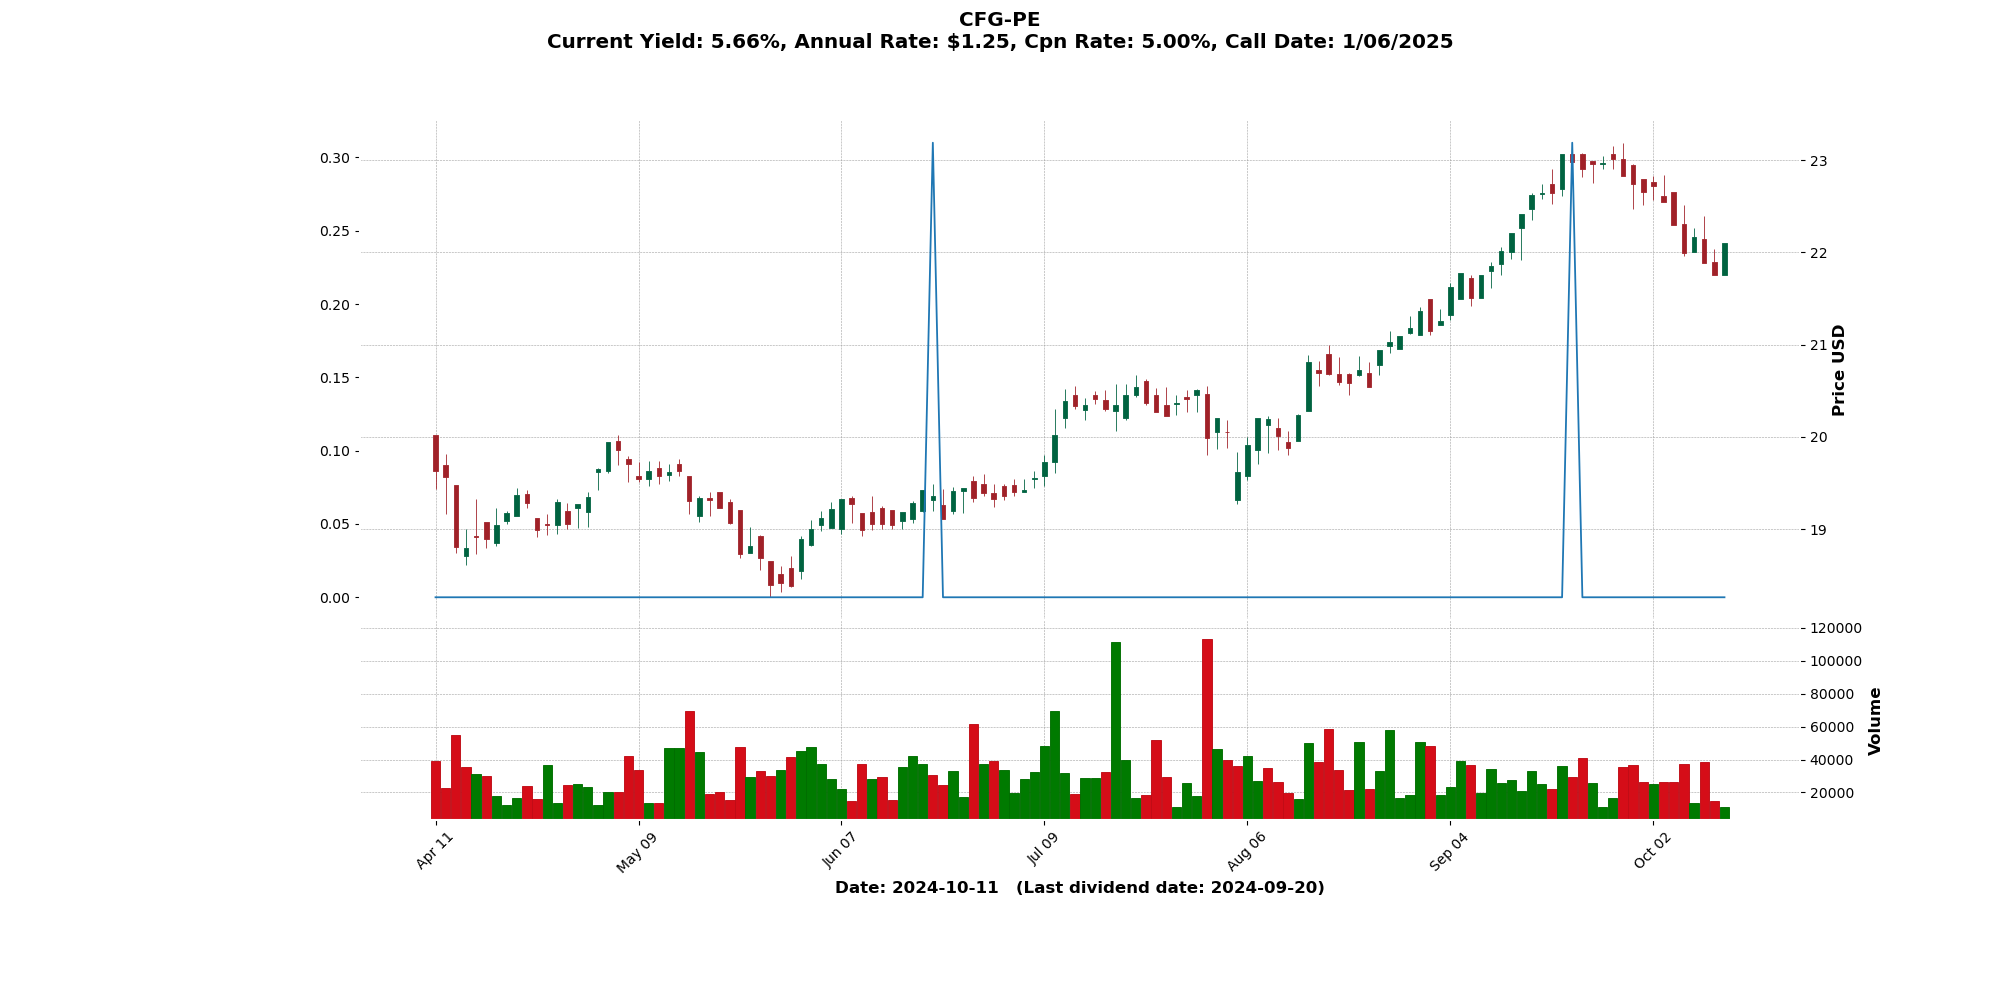 CFG-PE
Current Yield: 5.66%, Annual Rate: $1.25, Cpn Rate: 5.00%, Call Date: 1/06/2025
0.30
0.25
0.20
0.15
0.10
0.05
0.00
23
22
21
20
19
Price USD
120000
100000
80000
60000
40000
20000
Volume
Apr 11
May 09
Jun 07
Jul 09
Aug 06
Sep 04
Oct 02
Date: 2024-10-11   (Last dividend date: 2024-09-20)